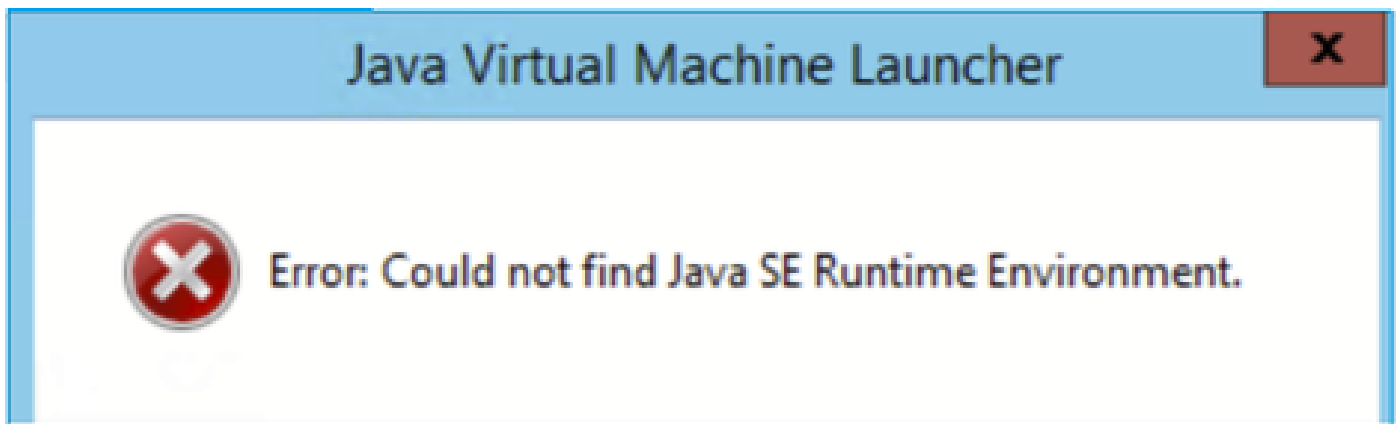 Java Virtual Machine Launcher
x
Error: Could not find Java SE Runtime Environment.